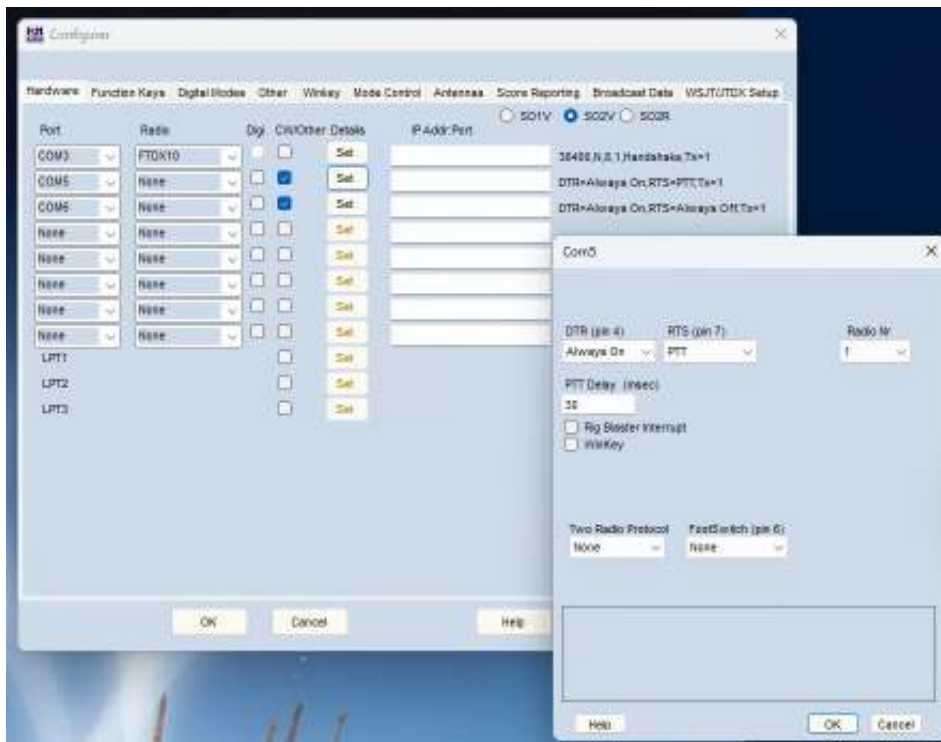 Configurer
Hardware Function Keys Digital Modes Other Winkey Mode Control Antennas Score Reporting Broadcast Data WSJT/JTDX Setup
SO1V SO2V SO2R
Port Radio Digi CW/Other Details IP Addr:Port
COM3 FTDX10 Set 38400,N,8,1,Handshake,Tx=1
COM5 None Set DTR=Always On,RTS=PTT,Tx=1
COM6 None Set DTR=Always On,RTS=Always Off,Tx=1
None None Set
None None Set
None None Set
None None Set
None None Set
LPT1 Set
LPT2 Set
LPT3 Set
OK Cancel Help
Com5
DTR (pin 4) RTS (pin 7) Radio Nr
Always On PTT 1
PTT Delay (msec)
30
Rig Blaster Interrupt
WinKey
Two Radio Protocol FootSwitch (pin 6)
None None
Help OK Cancel